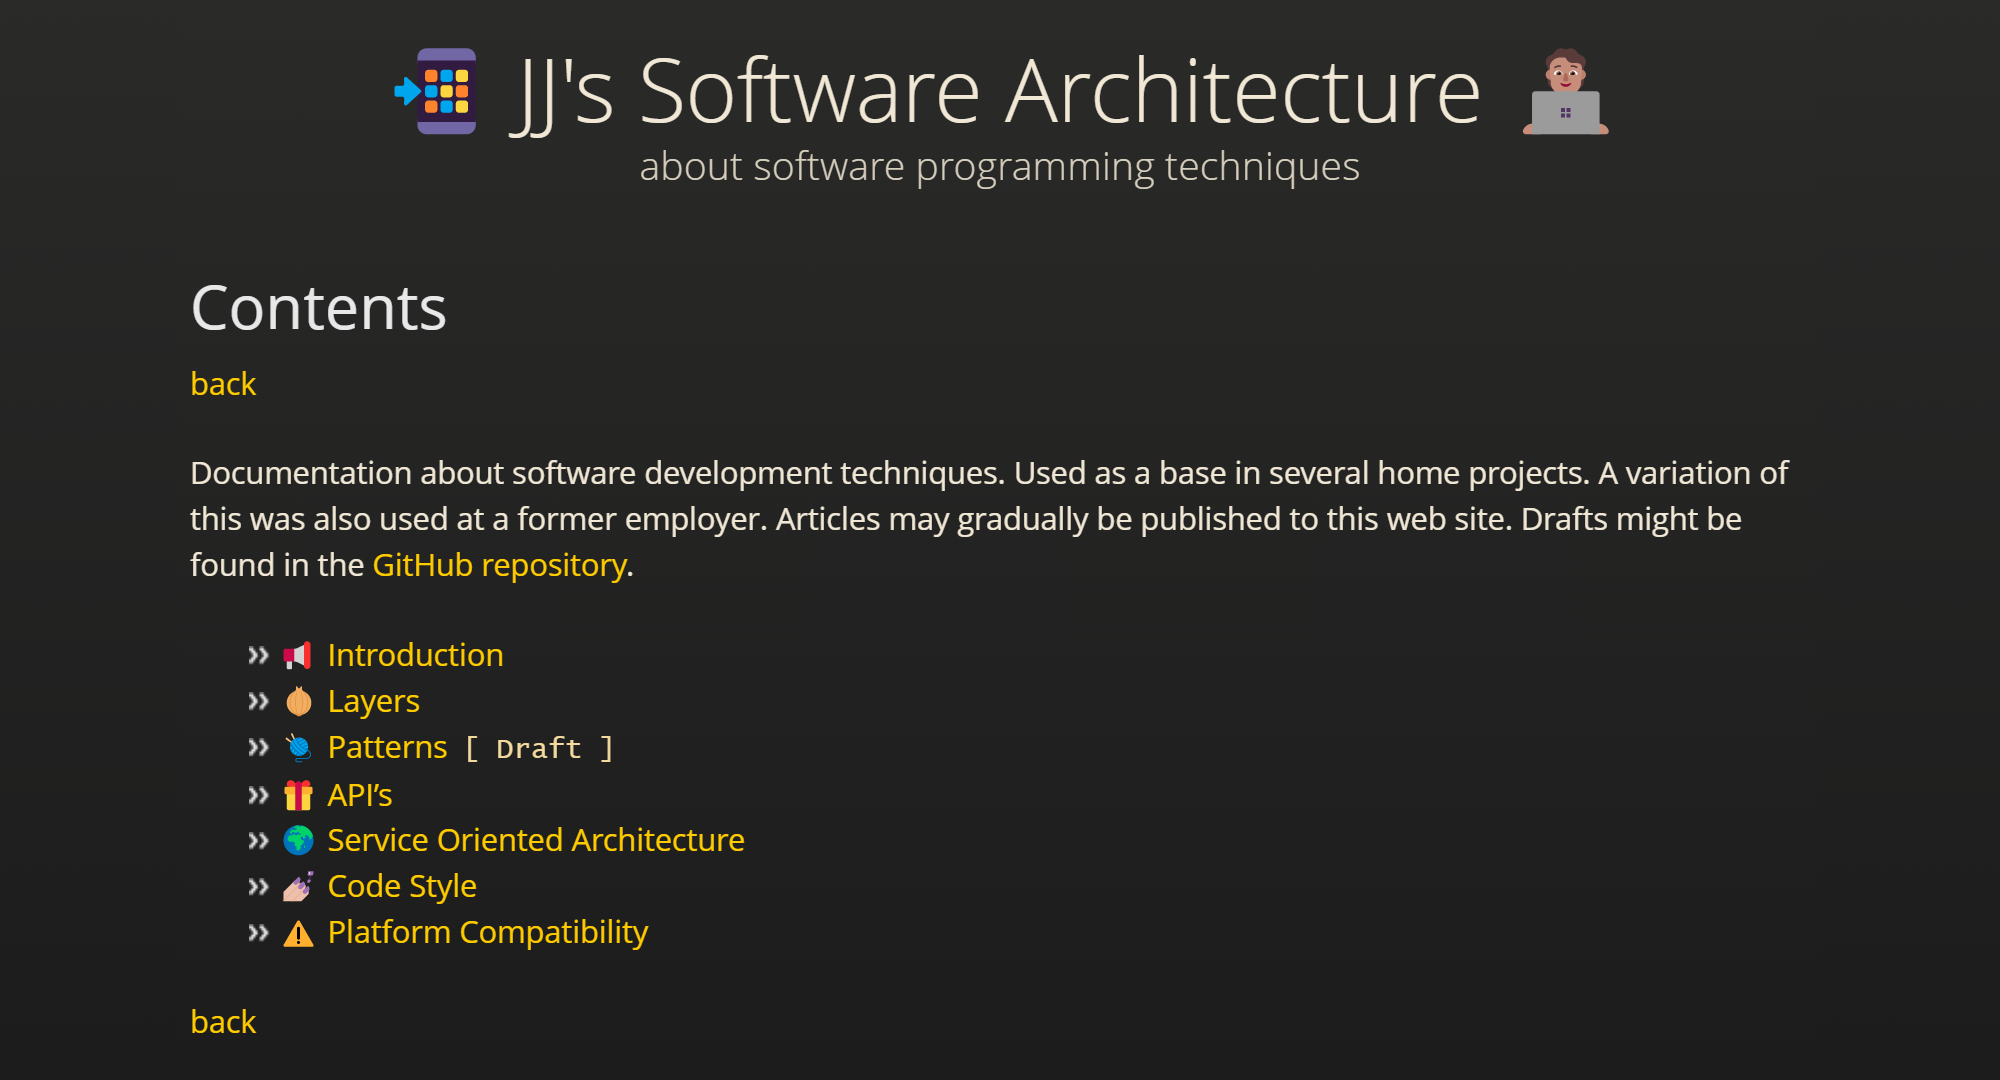 JJ's Software Architecture
about software programming techniques
Contents
back
Documentation about software development techniques. Used as a base in several home projects. A variation of
this was also used at a former employer. Articles may gradually be published to this web site. Drafts might be
found in the GitHub repository.
» Introduction
» Layers
» Patterns [ Draft ]
» API’s
» Service Oriented Architecture
» Code Style
» Platform Compatibility
back